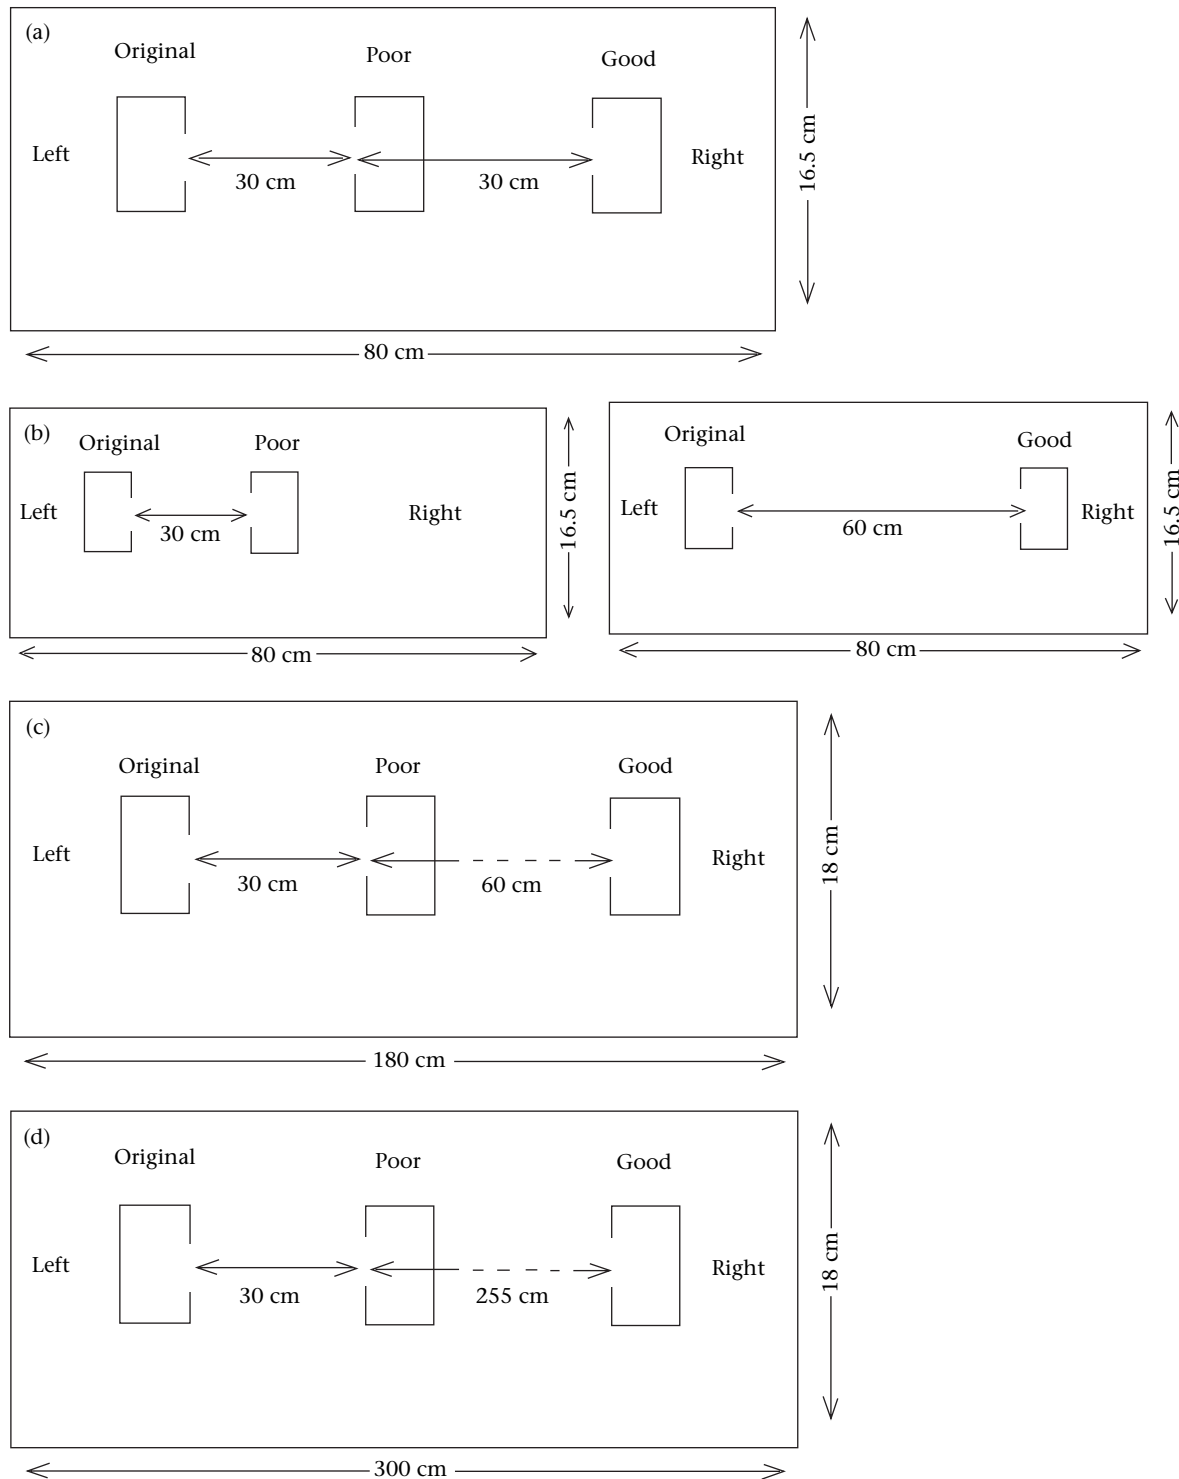 (a)
Original
Poor
Good
Left
Right
30 cm
30 cm
16.5 cm
80 cm
(b)
Original
Poor
Left
Right
30 cm
16.5 cm
80 cm
Original
Good
Left
Right
60 cm
16.5 cm
80 cm
(c)
Original
Poor
Good
Left
Right
30 cm
60 cm
18 cm
180 cm
(d)
Original
Poor
Good
Left
Right
30 cm
255 cm
18 cm
300 cm